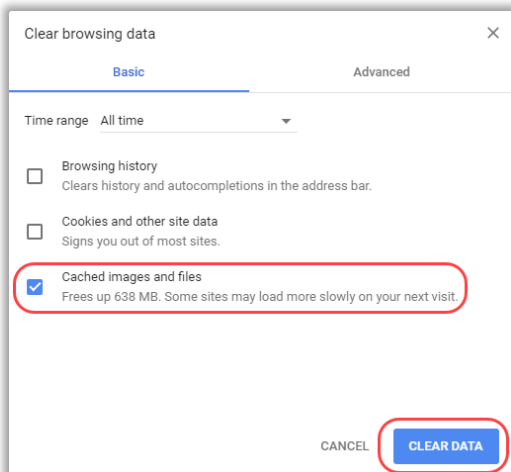 Clear browsing data
Basic Advanced
Time range All time
Browsing history
Clears history and autocompletions in the address bar.
Cookies and other site data
Signs you out of most sites.
Cached images and files
Frees up 638 MB. Some sites may load more slowly on your next visit.
CANCEL CLEAR DATA